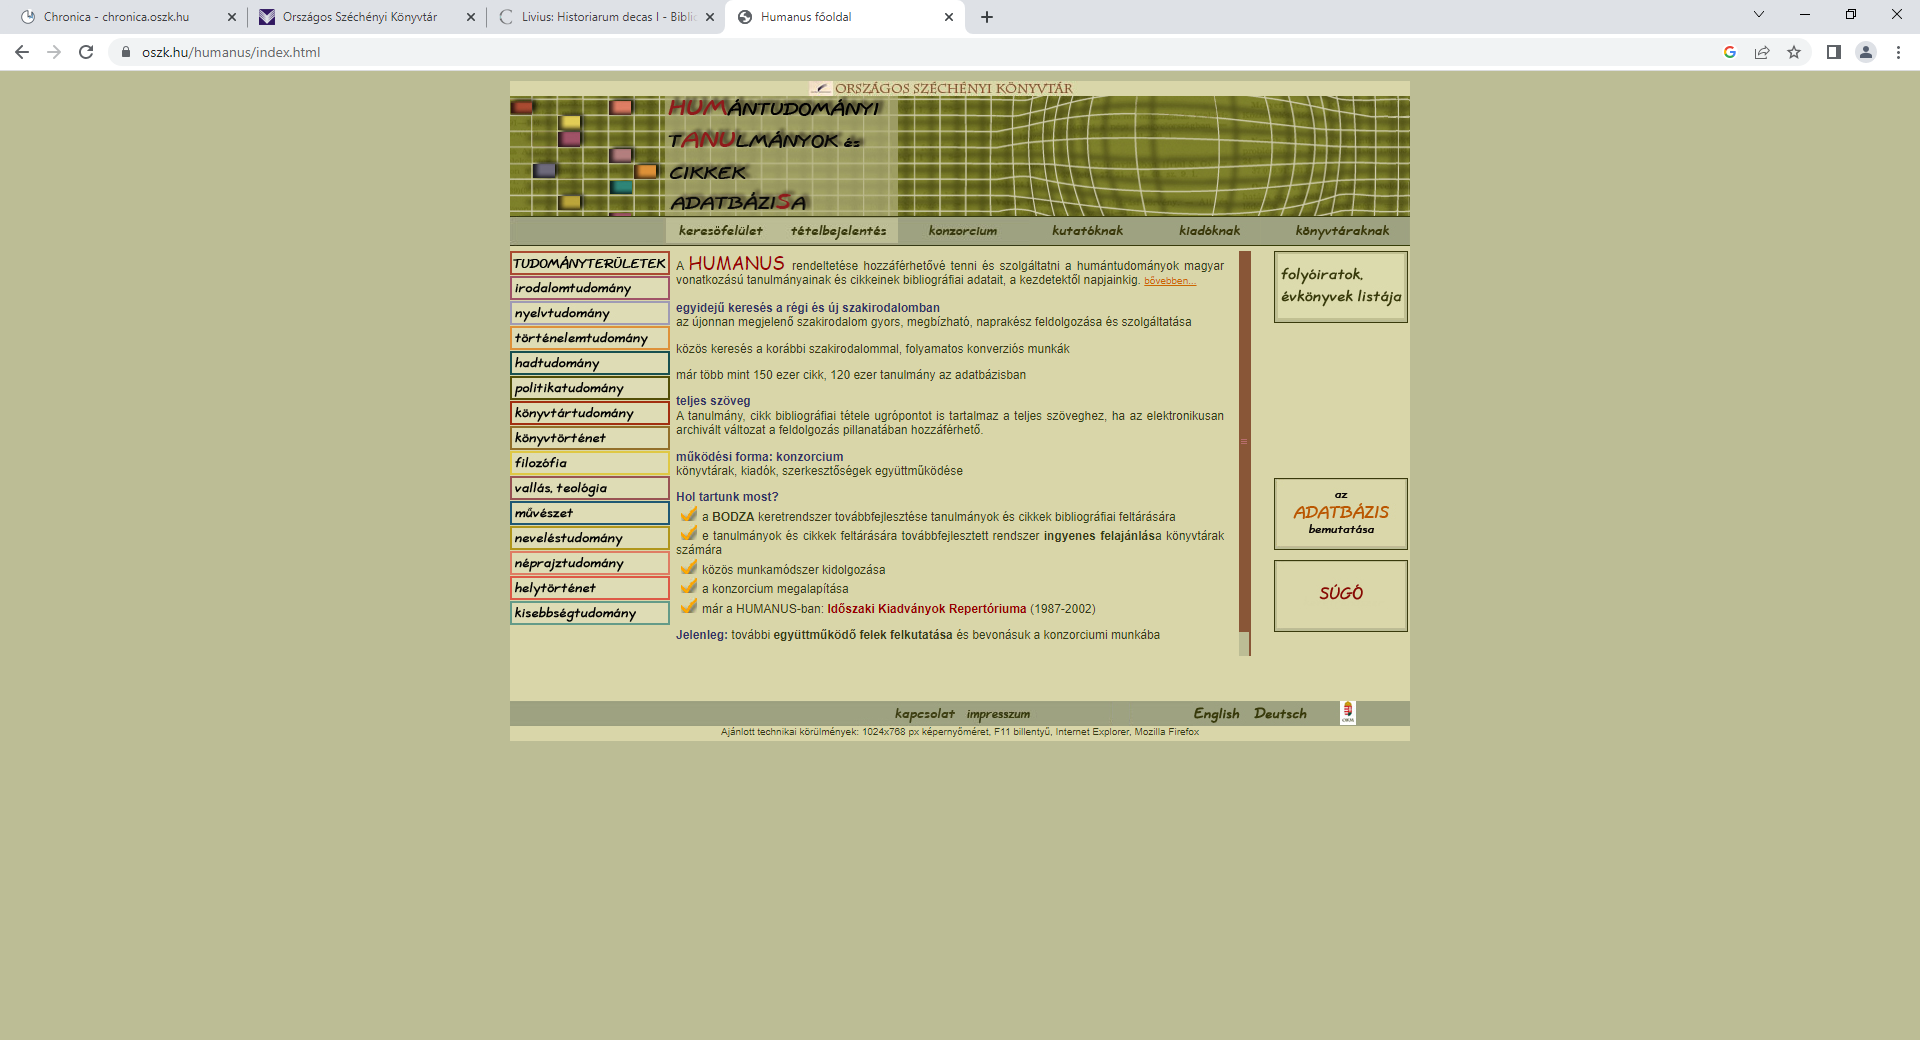 Chronica - chronica.oszk.hu
Országos Széchényi Könyvtár
Livius: Historiarum decas I - Biblio
Humanus főoldal
oszk.hu/humanus/index.html
ORSZÁGOS SZÉCHÉNYI KÖNYVTÁR
HUMÁNTUDOMÁNYI
TANULMÁNYOK és
CIKKEK
ADATBÁZISA
keresőfelület tételbejelentés konzorcium kutatóknak kiadóknak könyvtáraknak
TUDOMÁNYTERÜLETEK
irodalomtudomány
nyelvtudomány
történelemtudomány
hadtudomány
politikatudomány
könyvtártudomány
könyvtörténet
filozófia
vallás, teológia
művészet
neveléstudomány
néprajztudomány
helytörténet
kisebbségtudomány
A HUMANUS rendeltetése hozzáférhetővé tenni és szolgáltatni a humántudományok magyar
vonatkozású tanulmányainak és cikkeinek bibliográfiai adatait, a kezdetektől napjainkig. bővebben...
egyidejű keresés a régi és új szakirodalomban
az újonnan megjelenő szakirodalom gyors, megbízható, naprakész feldolgozása és szolgáltatása
közös keresés a korábbi szakirodalommal, folyamatos konverziós munkák
már több mint 150 ezer cikk, 120 ezer tanulmány az adatbázisban
teljes szöveg
A tanulmány, cikk bibliográfiai tétele ugrópontot is tartalmaz a teljes szöveghez, ha az elektronikusan
archivált változat a feldolgozás pillanatában hozzáférhető.
működési forma: konzorcium
könyvtárak, kiadók, szerkesztőségek együttműködése
Hol tartunk most?
a BODZA keretrendszer továbbfejlesztése tanulmányok és cikkek bibliográfiai feltárására
e tanulmányok és cikkek feltárására továbbfejlesztett rendszer ingyenes felajánlása könyvtárak
számára
közös munkamódszer kidolgozása
a konzorcium megalapítása
már a HUMANUS-ban: Időszaki Kiadványok Repertóriuma (1987-2002)
Jelenleg: további együttműködő felek felkutatása és bevonásuk a konzorciumi munkába
folyóiratok,
évkönyvek listája
az
ADATBÁZIS
bemutatása
SÚGÓ
kapcsolat impresszum English Deutsch
Ajánlott technikai körülmények: 1024x768 px képernyőméret, F11 billentyű, Internet Explorer, Mozilla Firefox